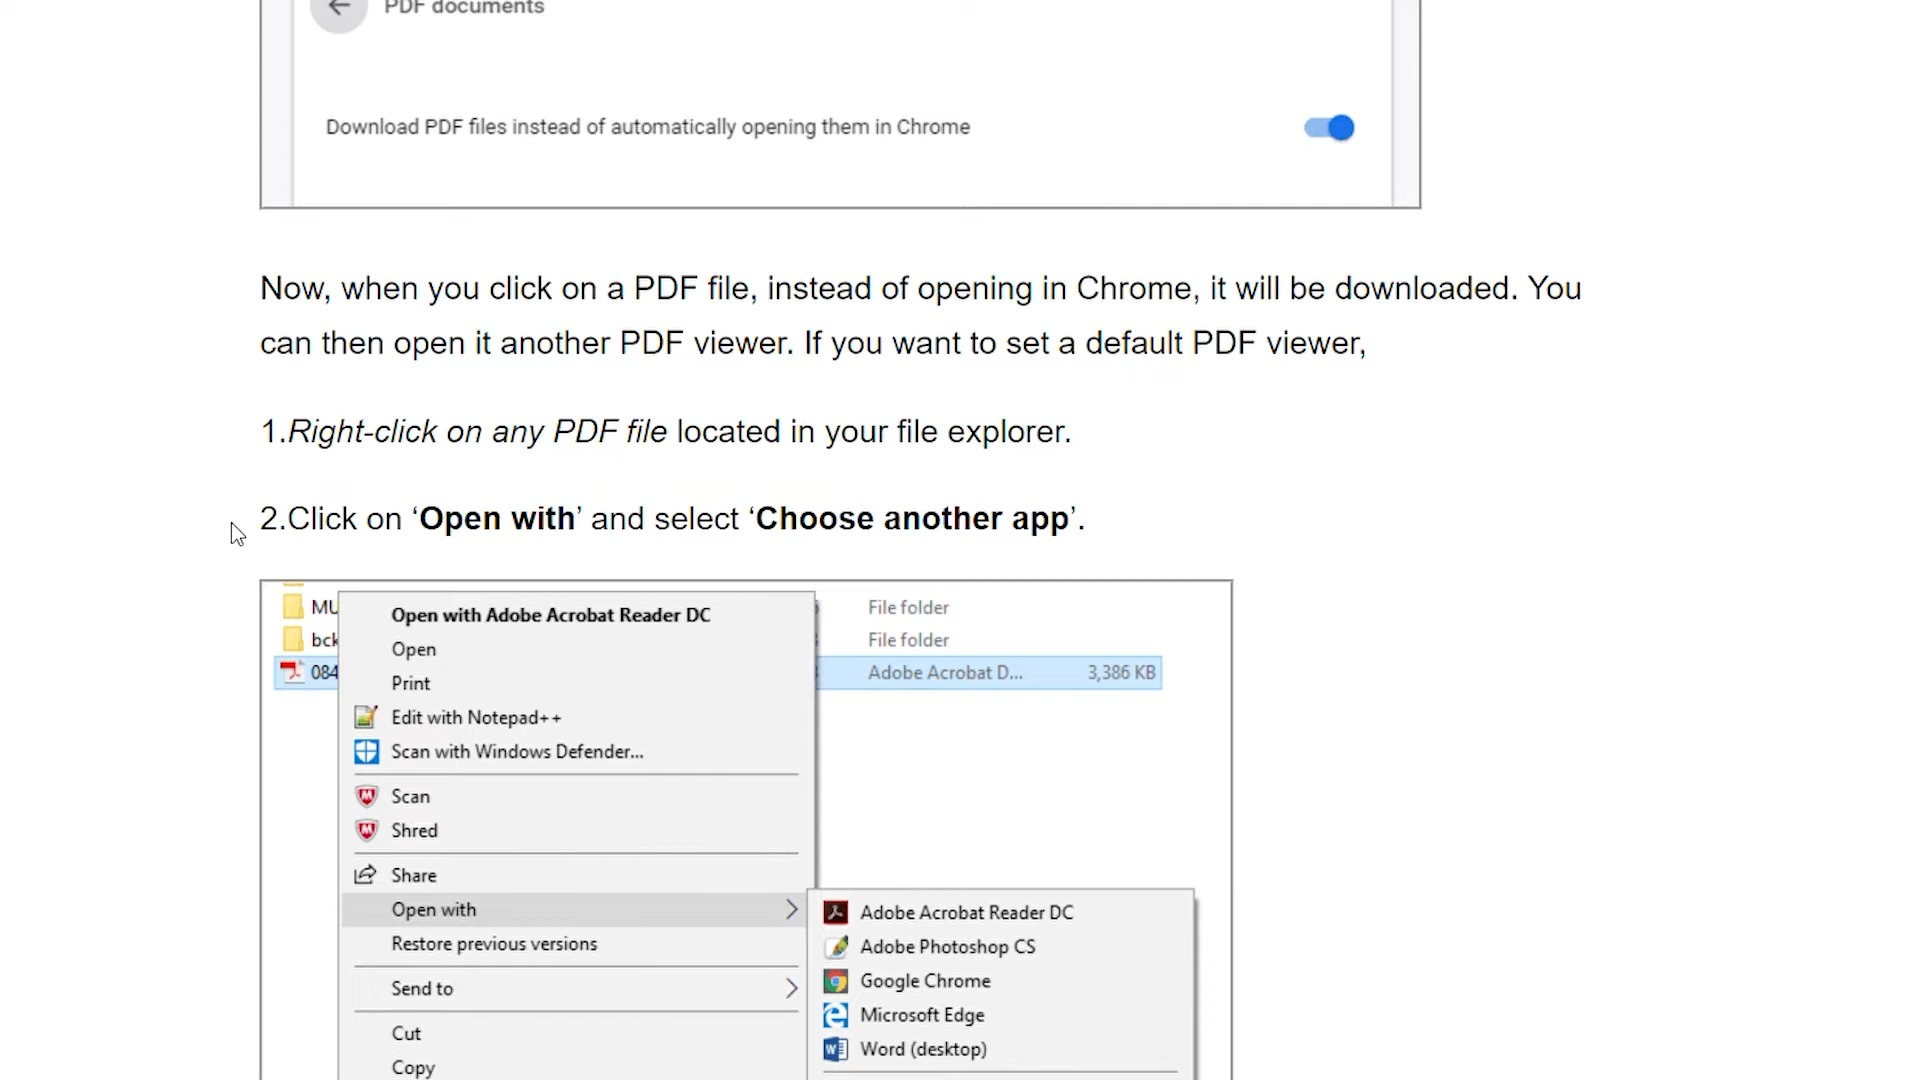 PDF documents
Download PDF files instead of automatically opening them in Chrome
Now, when you click on a PDF file, instead of opening in Chrome, it will be downloaded. You
can then open it another PDF viewer. If you want to set a default PDF viewer,
1.Right-click on any PDF file located in your file explorer.
2.Click on ‘Open with’ and select ‘Choose another app’.
MU
File folder
bck
File folder
084
Adobe Acrobat D...
3,386 KB
Open with Adobe Acrobat Reader DC
Open
Print
Edit with Notepad++
Scan with Windows Defender...
Scan
Shred
Share
Open with
Restore previous versions
Send to
Cut
Copy
Adobe Acrobat Reader DC
Adobe Photoshop CS
Google Chrome
Microsoft Edge
Word (desktop)